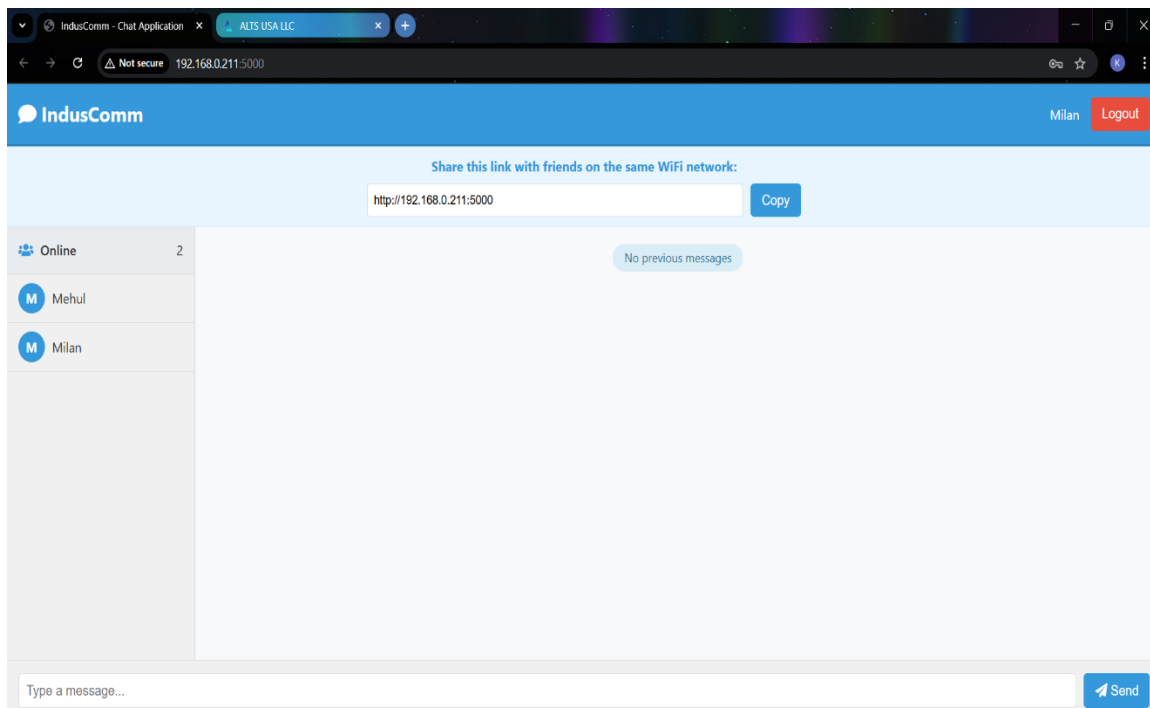 IndusComm - Chat Application
ALTS USA LLC
Not secure 192.168.0.211:5000
K
IndusComm
Milan Logout
Share this link with friends on the same WiFi network:
http://192.168.0.211:5000 Copy
Online 2
No previous messages
M Mehul
M Milan
Type a message... Send